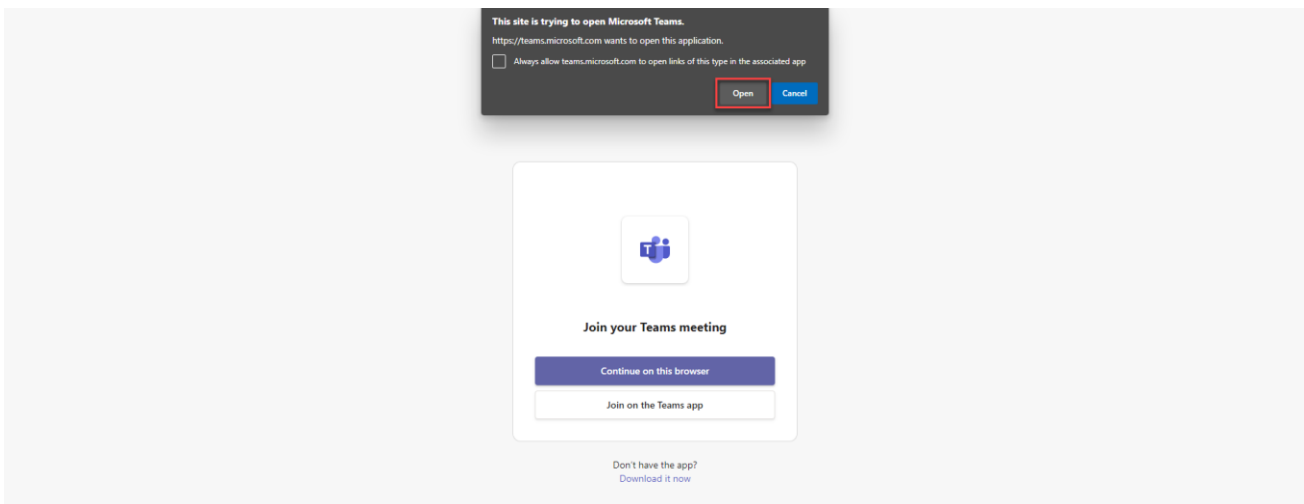 This site is trying to open Microsoft Teams.
https://teams.microsoft.com wants to open this application.
Always allow teams.microsoft.com to open links of this type in the associated app
Open
Cancel
T
Join your Teams meeting
Continue on this browser
Join on the Teams app
Don't have the app?
Download it now